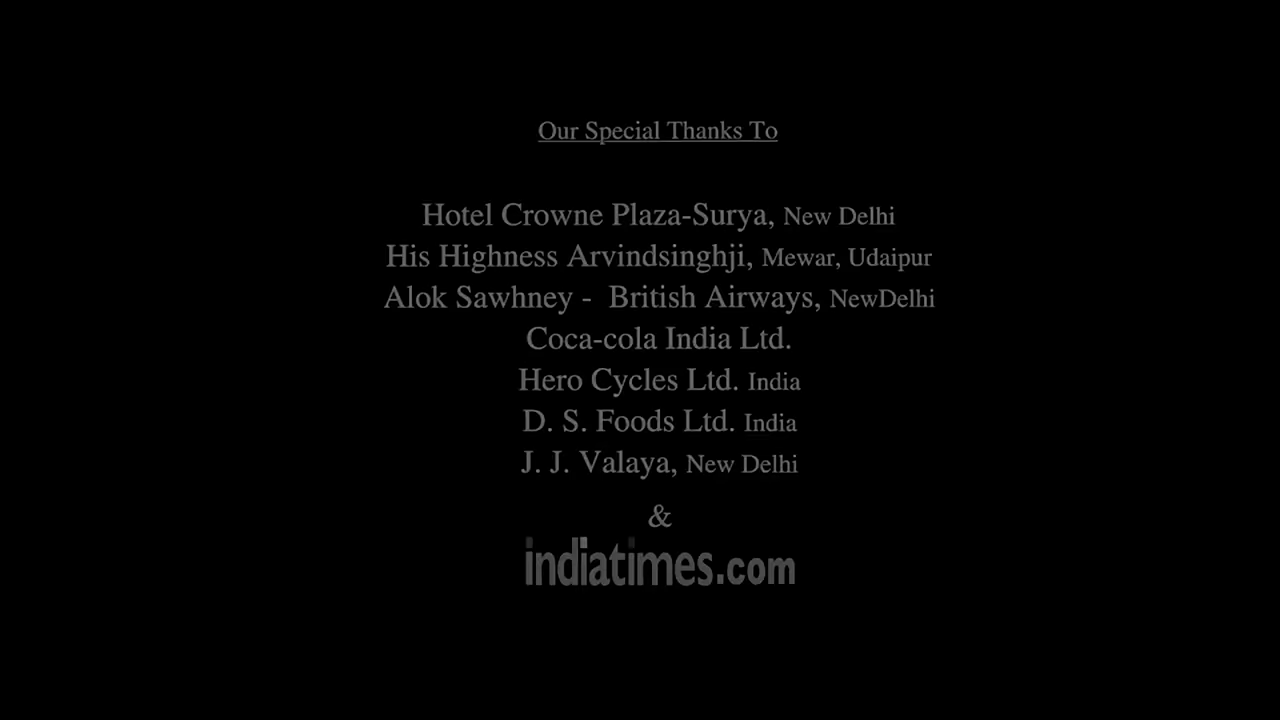 Our Special Thanks To
Hotel Crowne Plaza-Surya, New Delhi
His Highness Arvindsinghji, Mewar, Udaipur
Alok Sawhney - British Airways, NewDelhi
Coca-cola India Ltd.
Hero Cycles Ltd. India
D. S. Foods Ltd. India
J. J. Valaya, New Delhi
&
indiatimes.com